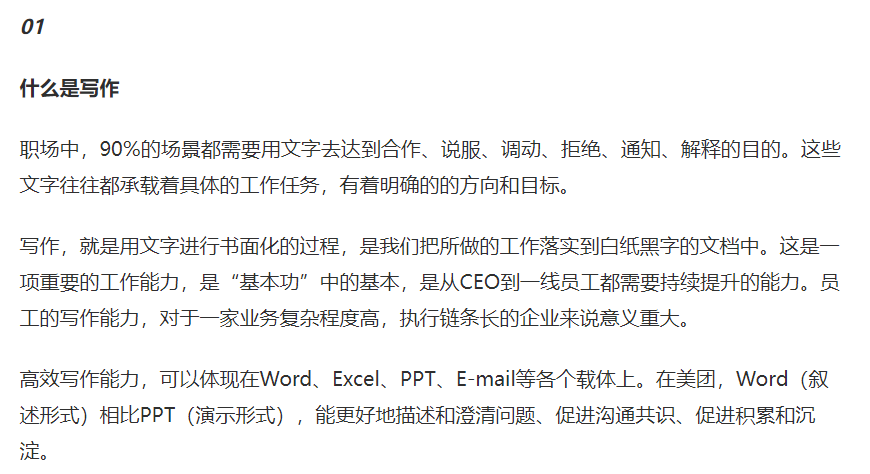 01
什么是写作
职场中，90%的场景都需要用文字去达到合作、说服、调动、拒绝、通知、解释的目的。这些
文字往往都承载着具体的工作任务，有着明确的的方向和目标。
写作，就是用文字进行书面化的过程，是我们把所做的工作落实到白纸黑字的文档中。这是一
项重要的工作能力，是“基本功”中的基本，是从CEO到一线员工都需要持续提升的能力。员
工的写作能力，对于一家业务复杂程度高，执行链条长的企业来说意义重大。
高效写作能力，可以体现在Word、Excel、PPT、E-mail等各个载体上。在美团，Word（叙
述形式）相比PPT（演示形式），能更好地描述和澄清问题、促进沟通共识、促进积累和沉
淀。